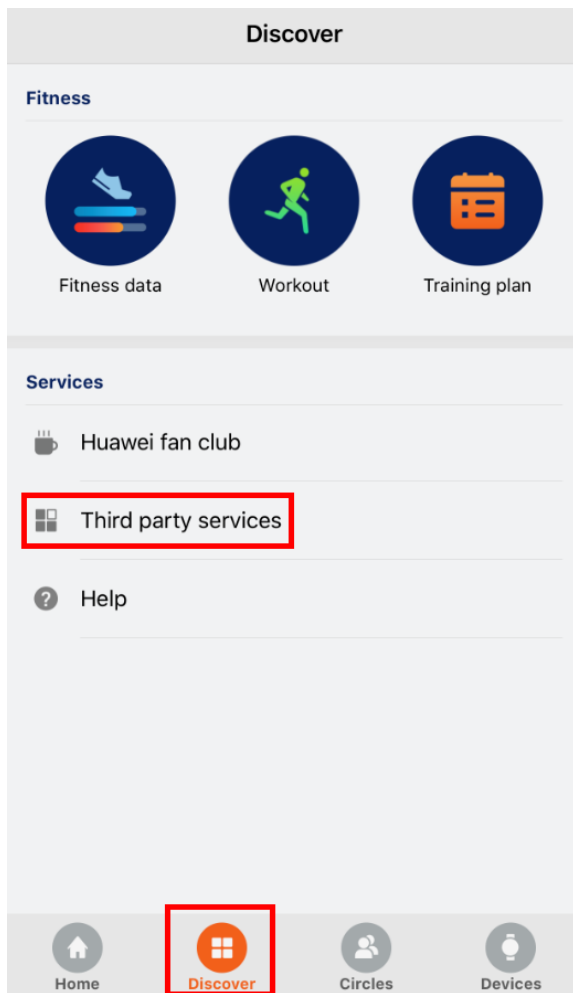 Discover
Fitness
Fitness data Workout Training plan
Services
Huawei fan club
Third party services
? Help
Home Discover Circles Devices